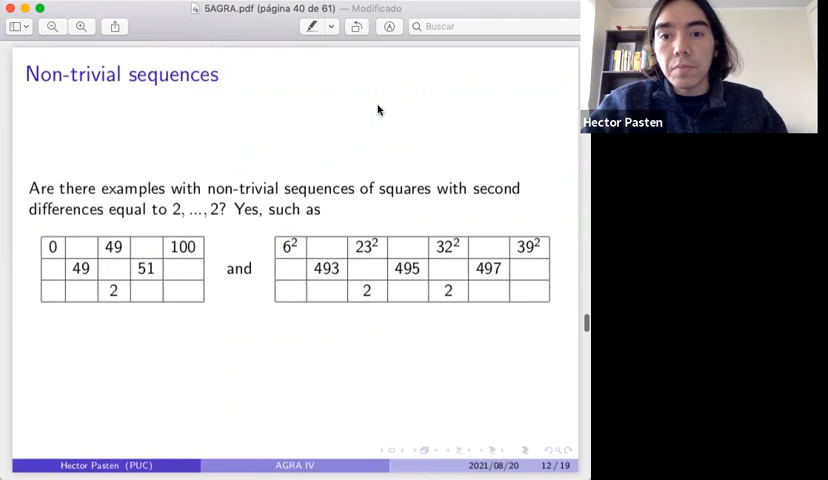 5AGRA.pdf (página 40 de 61) — Modificado
Buscar
Non-trivial sequences
Are there examples with non-trivial sequences of squares with second
differences equal to 2, ..., 2? Yes, such as
0 49 100
49 51
2
and
6² 23² 32² 39²
493 495 497
2 2
Hector Pasten (PUC) AGRA IV 2021/08/20 12 / 19
Hector Pasten